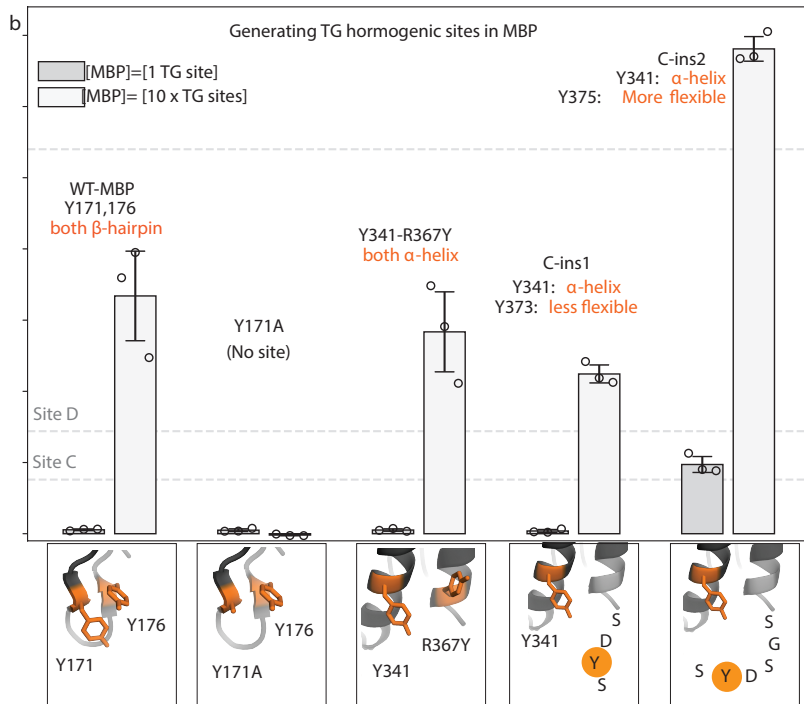 b
Generating TG hormogenic sites in MBP
[MBP]=[1 TG site]
[MBP]= [10 x TG sites]
C-ins2
Y341: α-helix
Y375: More flexible
WT-MBP
Y171,176
both β-hairpin
Y341-R367Y
both α-helix
C-ins1
Y341: α-helix
Y373: less flexible
Y171A
(No site)
Site D
Site C
Y176
Y171
Y176
Y171A
R367Y
Y341
Y341
S
D
Y
S
S
G
S
D
Y
S